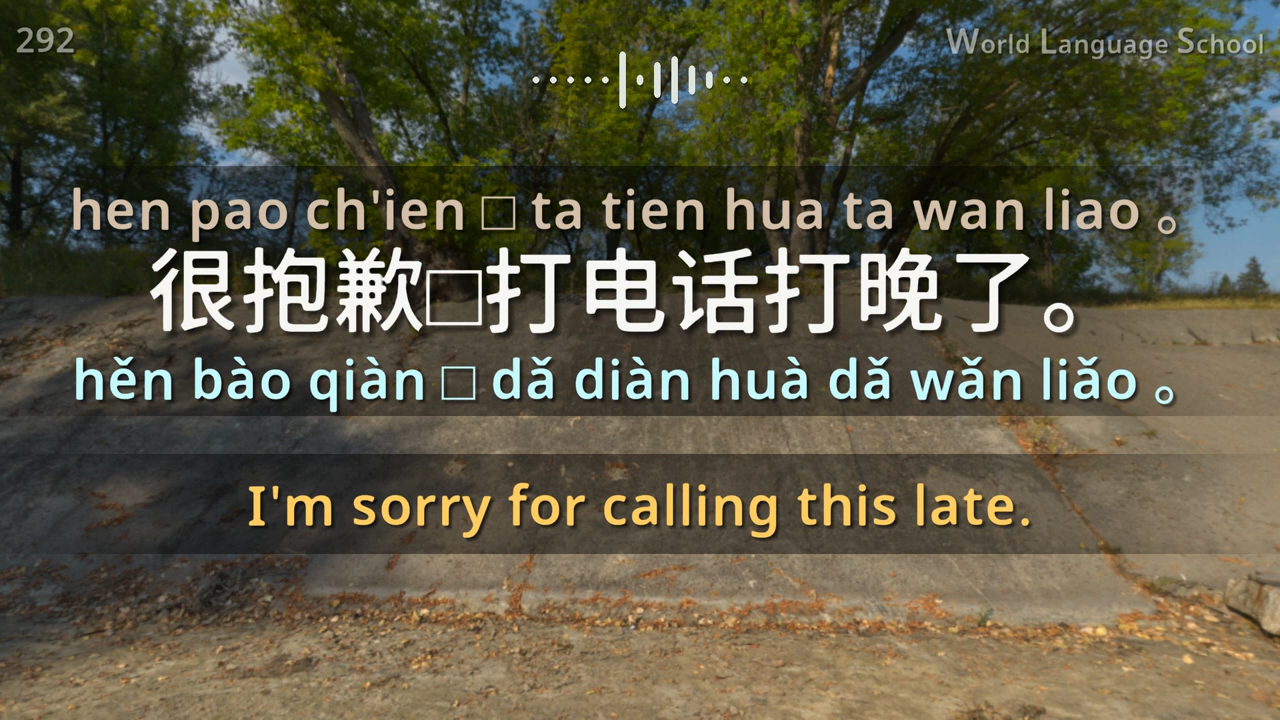 292
World Language School
hen pao ch'ien □ ta tien hua ta wan liao 。
很抱歉□打电话打晚了。
hěn bào qiàn □ dǎ diàn huà dǎ wǎn liǎo 。
I'm sorry for calling this late.